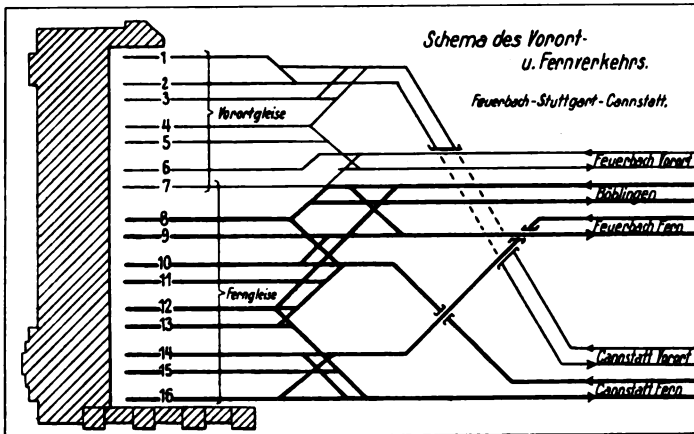 Schema des Vorort-
u. Fernverkehrs.
Feuerbach-Stuttgart-Cannstatt.
1
2
3
Vorortgleise
4
5
6
Feuerbach Vorort
7
Böblingen
8
Feuerbach Fern
9
10
11
Ferngleise
12
13
14
Cannstatt Vorort
15
16
Cannstatt Fern